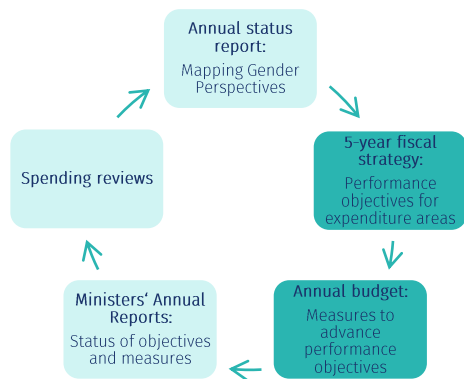 Annual status
report:
Mapping Gender
Perspectives
5-year fiscal
strategy:
Performance
objectives for
expenditure areas
Annual budget:
Measures to
advance
performance
objectives
Ministers‘ Annual
Reports:
Status of objectives
and measures
Spending reviews